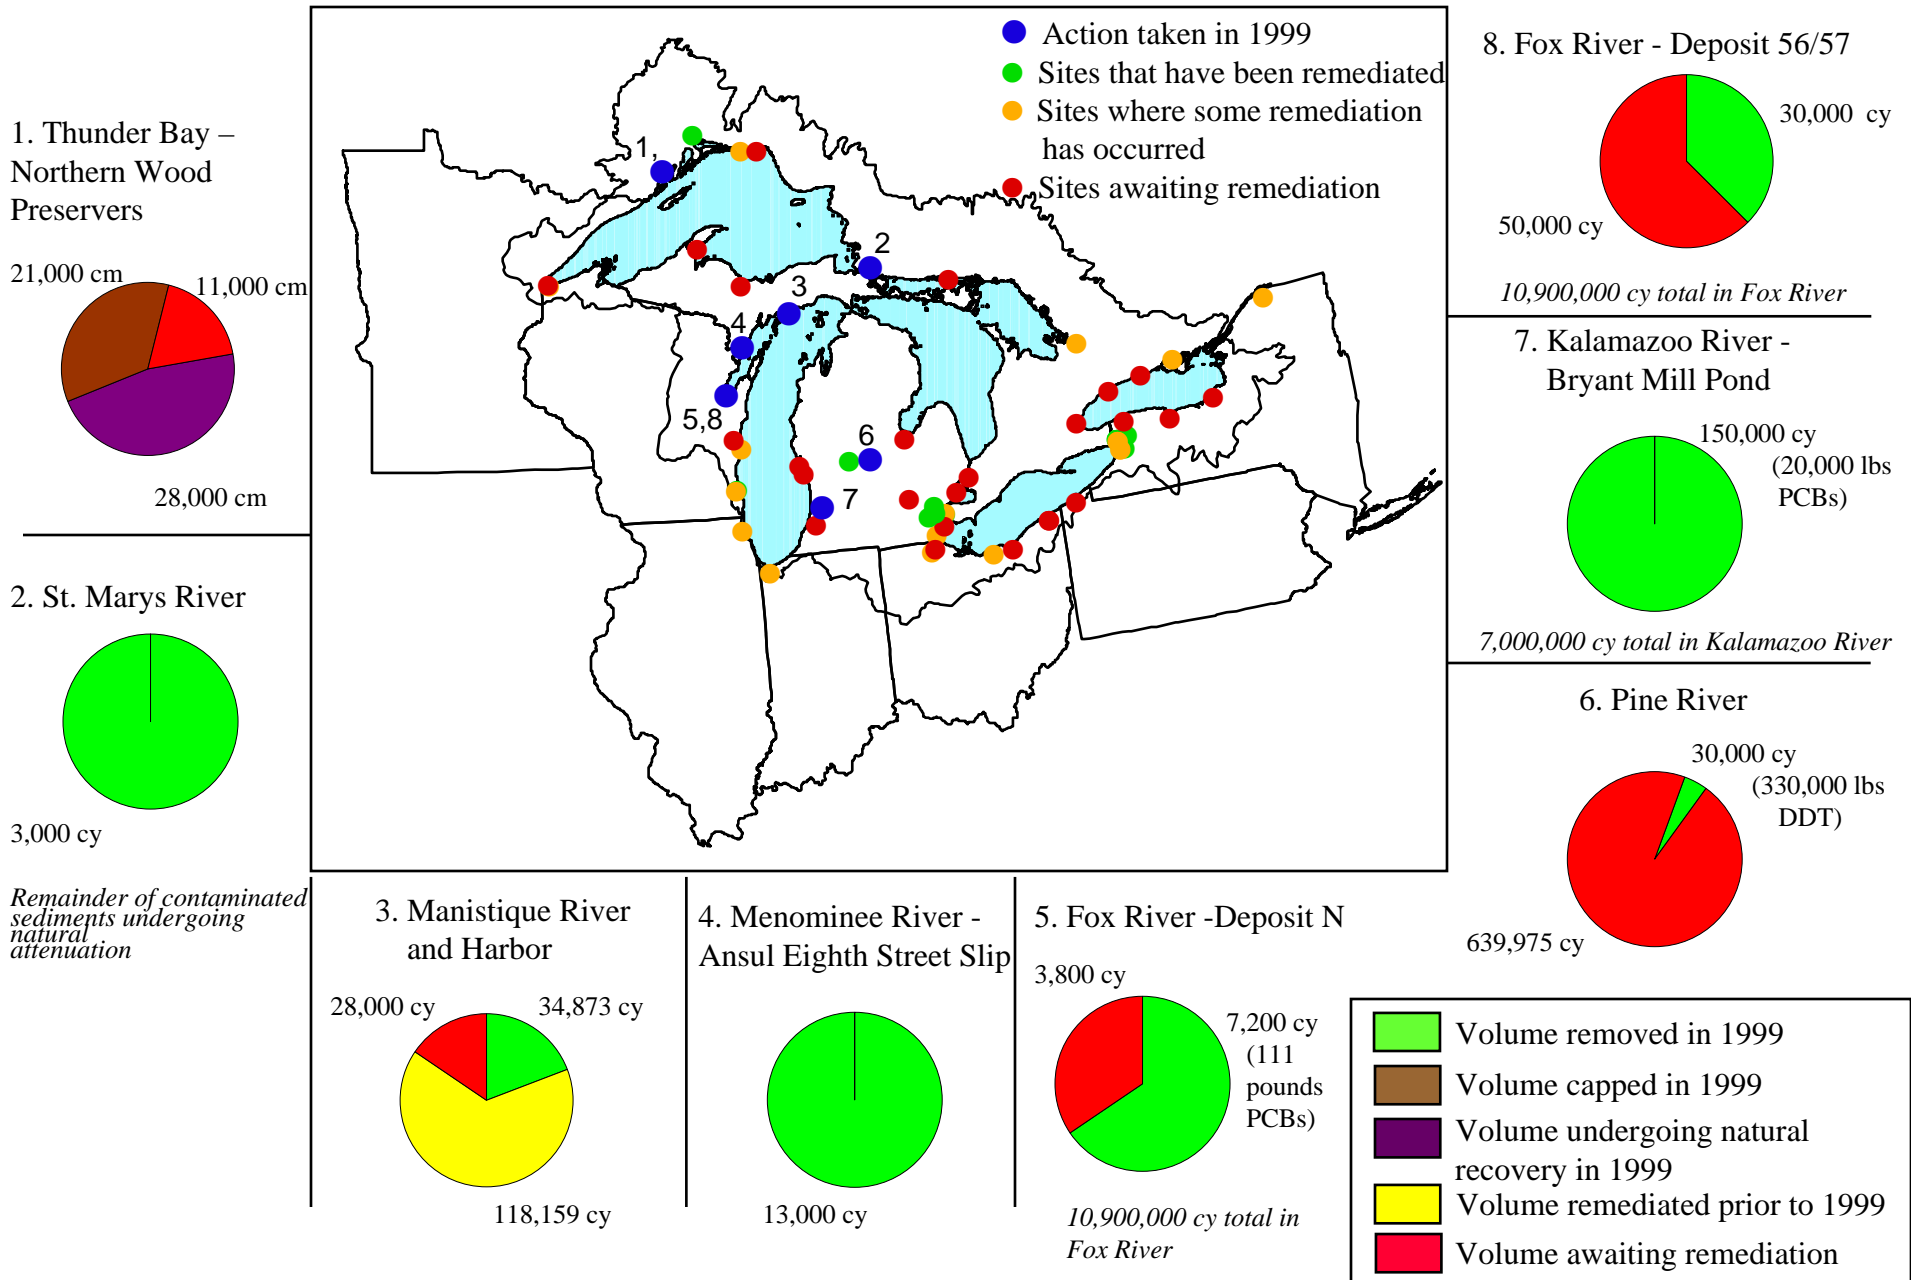 Action taken in 1999
Sites that have been remediated
Sites where some remediation
has occurred
Sites awaiting remediation
1,
2
3
4
5,8
6
7
1. Thunder Bay –
Northern Wood
Preservers
21,000 cm
11,000 cm
28,000 cm
2. St. Marys River
3,000 cy
Remainder of contaminated
sediments undergoing
natural
attenuation
3. Manistique River
and Harbor
28,000 cy
34,873 cy
118,159 cy
4. Menominee River -
Ansul Eighth Street Slip
13,000 cy
5. Fox River -Deposit N
3,800 cy
7,200 cy
(111
pounds
PCBs)
10,900,000 cy total in
Fox River
8. Fox River - Deposit 56/57
30,000 cy
50,000 cy
10,900,000 cy total in Fox River
7. Kalamazoo River -
Bryant Mill Pond
150,000 cy
(20,000 lbs
PCBs)
7,000,000 cy total in Kalamazoo River
6. Pine River
30,000 cy
(330,000 lbs
DDT)
639,975 cy
Volume removed in 1999
Volume capped in 1999
Volume undergoing natural
recovery in 1999
Volume remediated prior to 1999
Volume awaiting remediation